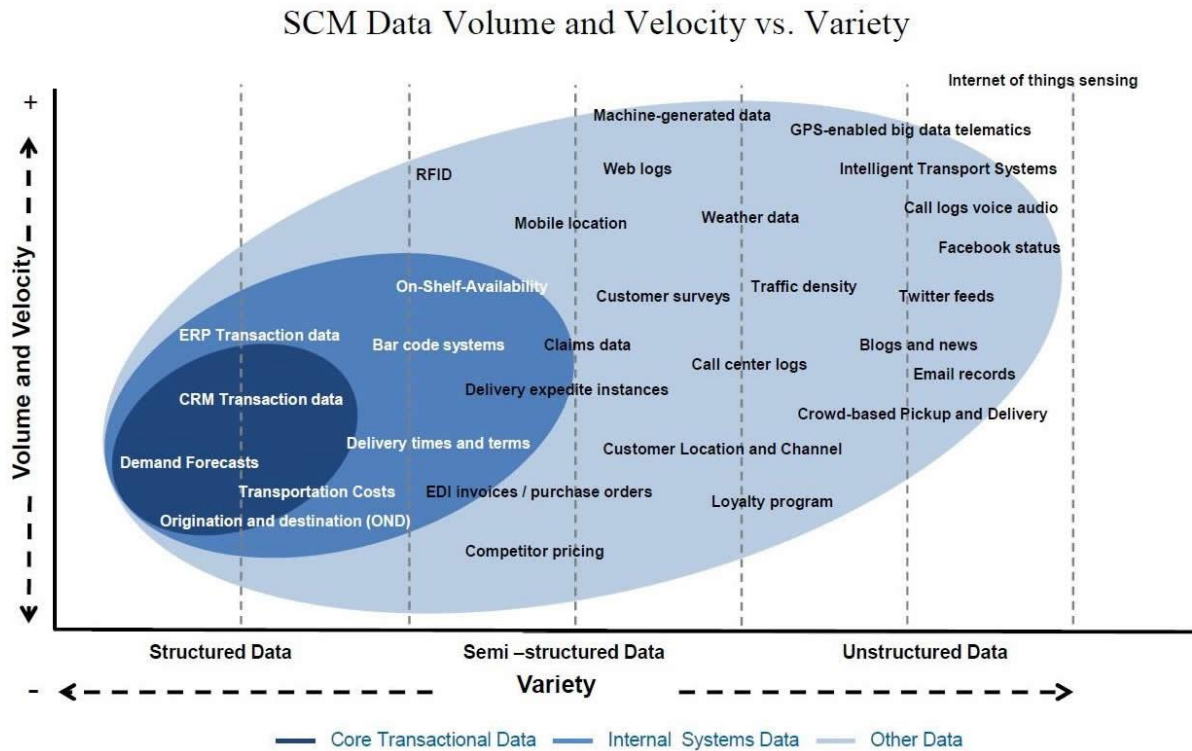 SCM Data Volume and Velocity vs. Variety
Internet of things sensing
+
Machine-generated data
GPS-enabled big data telematics
RFID
Web logs
Intelligent Transport Systems
Mobile location
Weather data
Call logs voice audio
Facebook status
On-Shelf-Availability
Customer surveys
Traffic density
Twitter feeds
ERP Transaction data
Bar code systems
Claims data
Blogs and news
Call center logs
Email records
CRM Transaction data
Delivery expedite instances
Crowd-based Pickup and Delivery
Delivery times and terms
Customer Location and Channel
Demand Forecasts
Transportation Costs
EDI invoices / purchase orders
Loyalty program
Origination and destination (OND)
Competitor pricing
Volume and Velocity
Structured Data
Semi –structured Data
Unstructured Data
-
Variety
Core Transactional Data
Internal Systems Data
Other Data